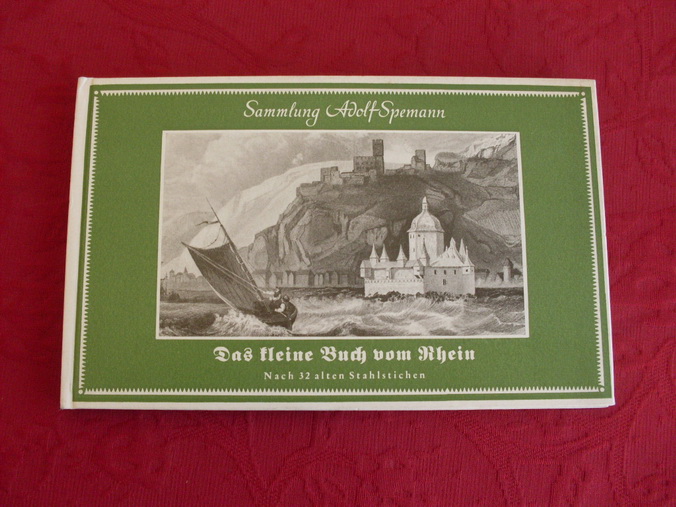 Sammlung Adolf Spemann
Das kleine Buch vom Rhein
Nach 32 alten Stahlstichen